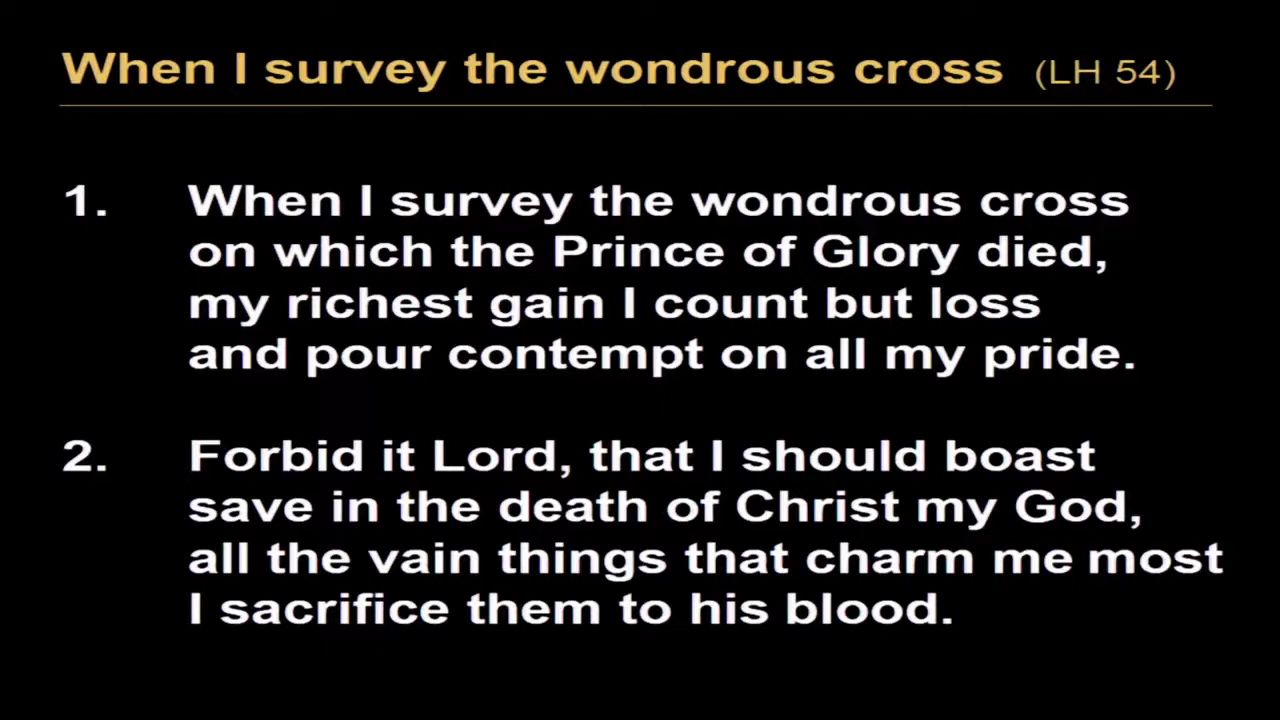 When I survey the wondrous cross (LH 54)
1. When I survey the wondrous cross
on which the Prince of Glory died,
my richest gain I count but loss
and pour contempt on all my pride.
2. Forbid it Lord, that I should boast
save in the death of Christ my God,
all the vain things that charm me most
I sacrifice them to his blood.